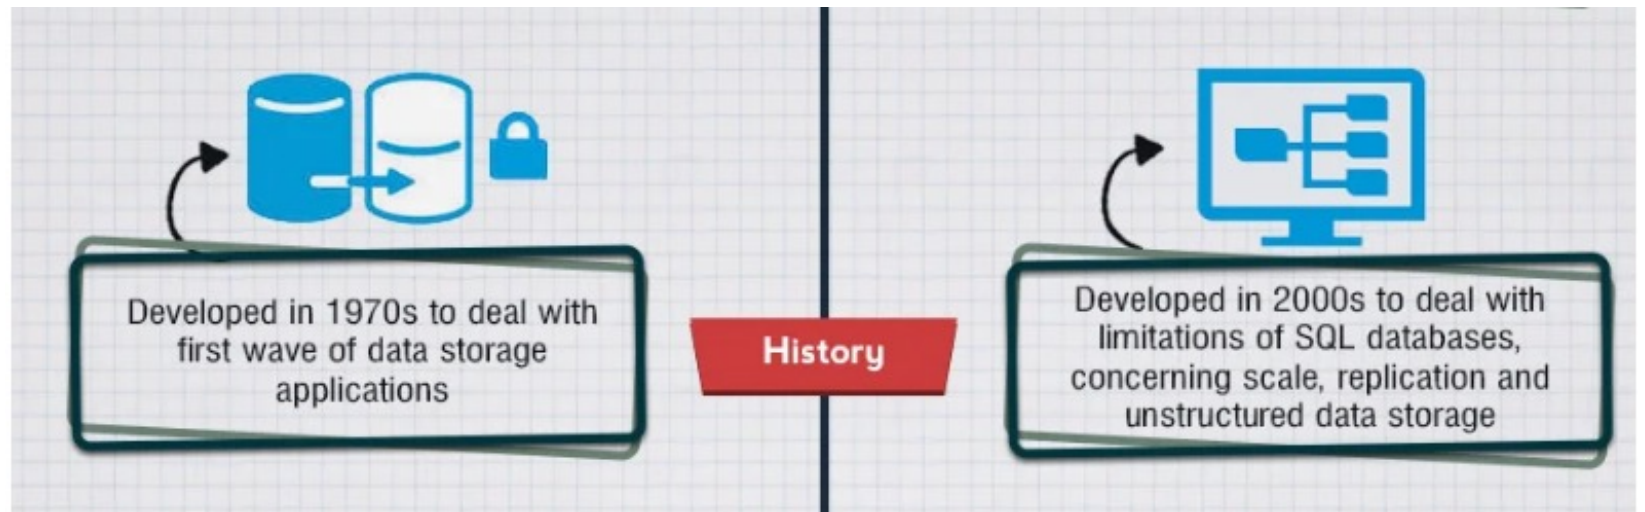 Developed in 1970s to deal with
first wave of data storage
applications
History
Developed in 2000s to deal with
limitations of SQL databases,
concerning scale, replication and
unstructured data storage